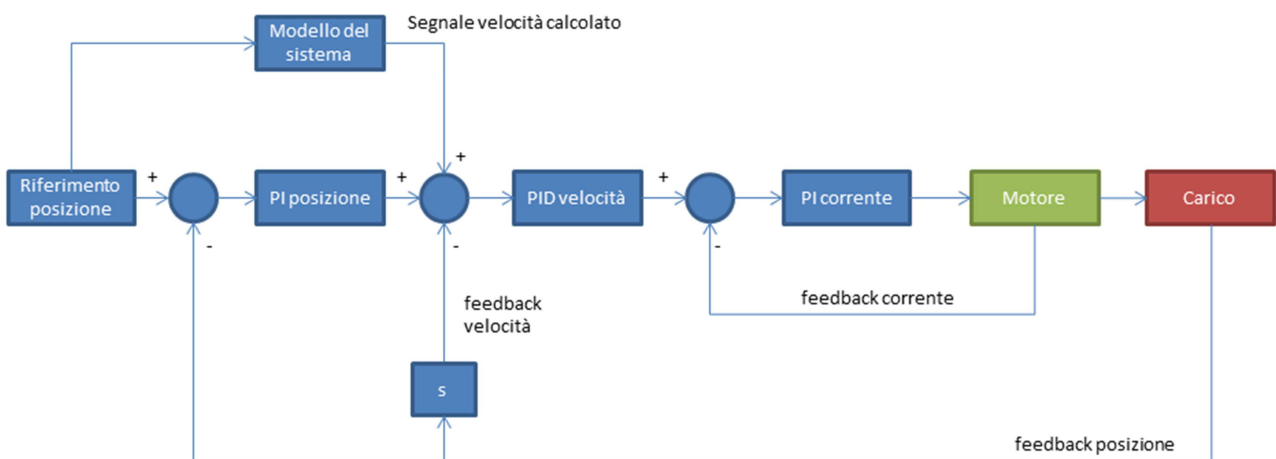 Segnale velocità calcolato
Modello del
sistema
+
Riferimento
posizione
+
-
PI posizione
+
-
PID velocità
+
-
PI corrente
Motore
Carico
feedback corrente
feedback
velocità
s
feedback posizione